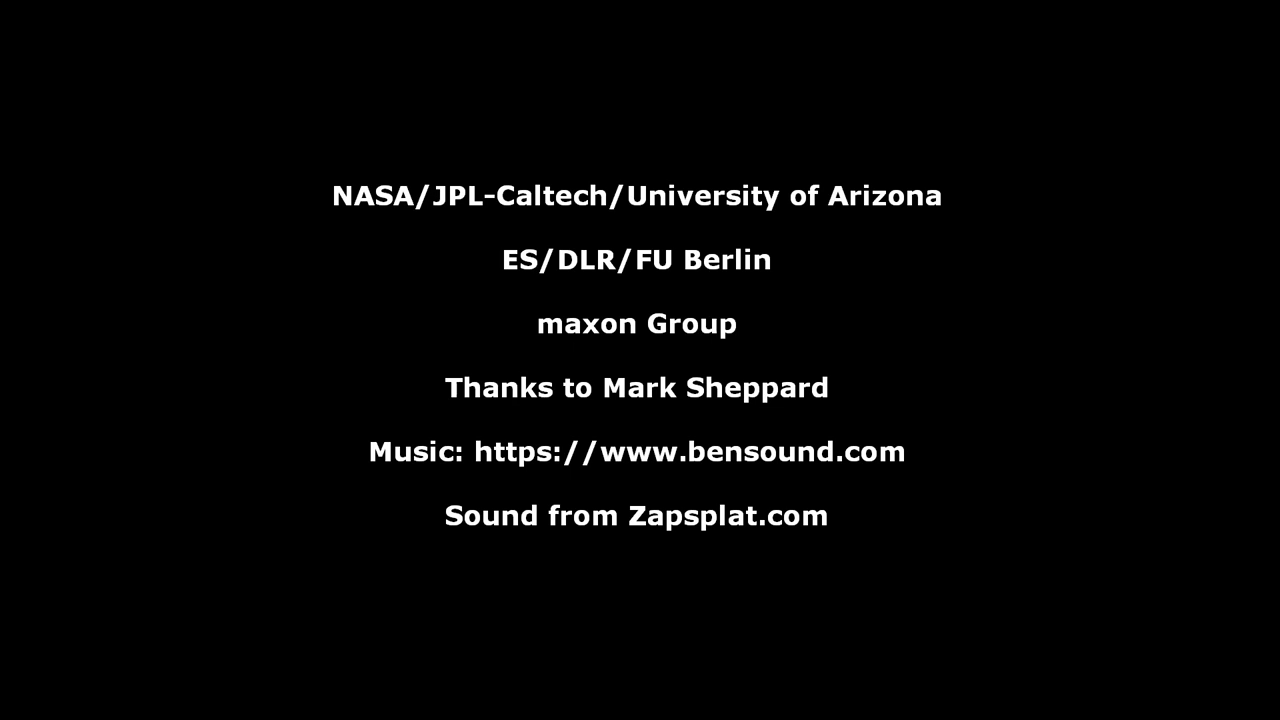 NASA/JPL-Caltech/University of Arizona
ES/DLR/FU Berlin
maxon Group
Thanks to Mark Sheppard
Music: https://www.bensound.com
Sound from Zapsplat.com